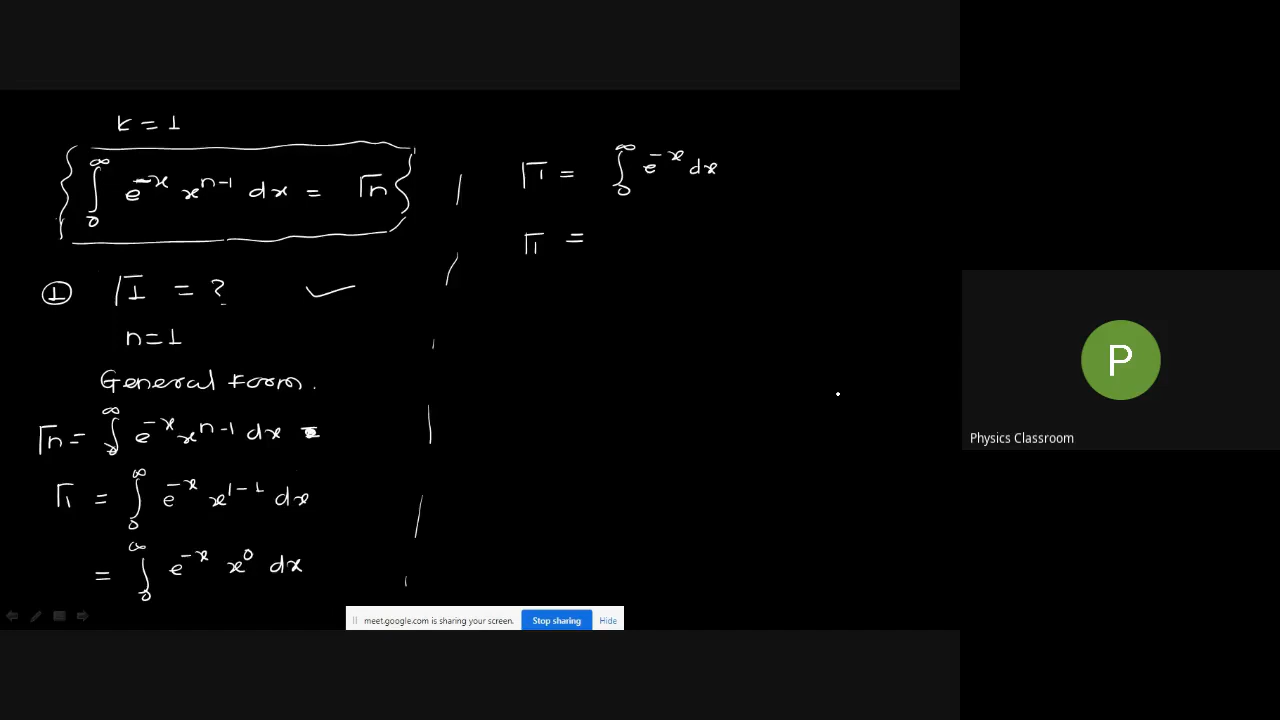 k = 1
∫₀^∞ e^{-x} x^{n-1} dx = Γn
① Γ1 = ?
n = 1
General form.
Γn = ∫₀^∞ e^{-x} x^{n-1} dx
Γ1 = ∫₀^∞ e^{-x} x^{1-1} dx
= ∫₀^∞ e^{-x} x^0 dx
Γ1 = ∫₀^∞ e^{-x} dx
Γ1 =
P
Physics Classroom
meet.google.com is sharing your screen.
Stop sharing
Hide